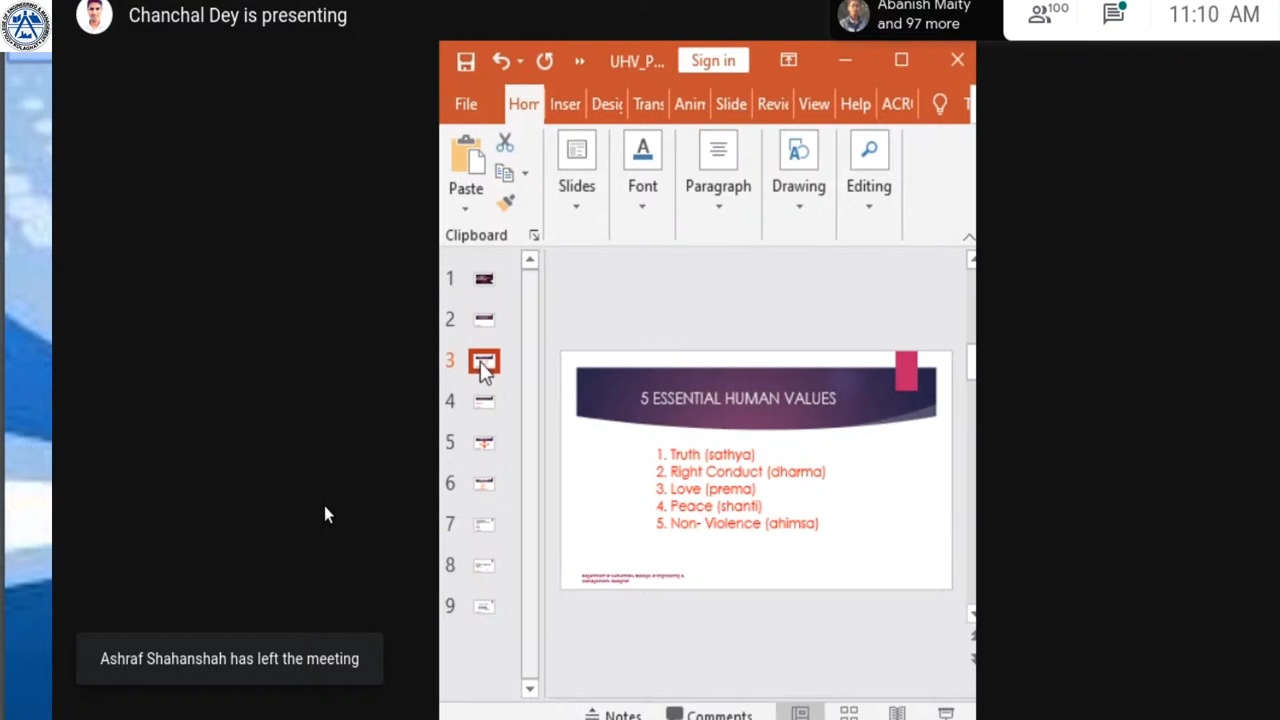 Chanchal Dey is presenting
Abanish Maity
and 97 more
100
11:10 AM
UHV_P...
Sign in
File
Hom
Inser
Desig
Trans
Anin
Slide
Revie
View
Help
ACR
Paste
Slides
Font
Paragraph
Drawing
Editing
Clipboard
1
2
3
4
5
6
7
8
9
5 ESSENTIAL HUMAN VALUES
1. Truth (sathya)
2. Right Conduct (dharma)
3. Love (prema)
4. Peace (shanti)
5. Non- Violence (ahimsa)
Ashraf Shahanshah has left the meeting
Notes
Comments